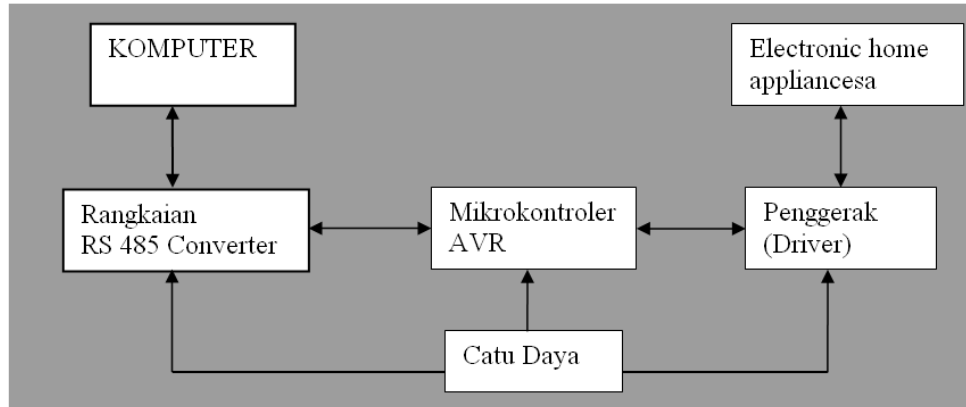 KOMPUTER
Electronic home
appliancesa
Rangkaian
RS 485 Converter
Mikrokontroler
AVR
Penggerak
(Driver)
Catu Daya